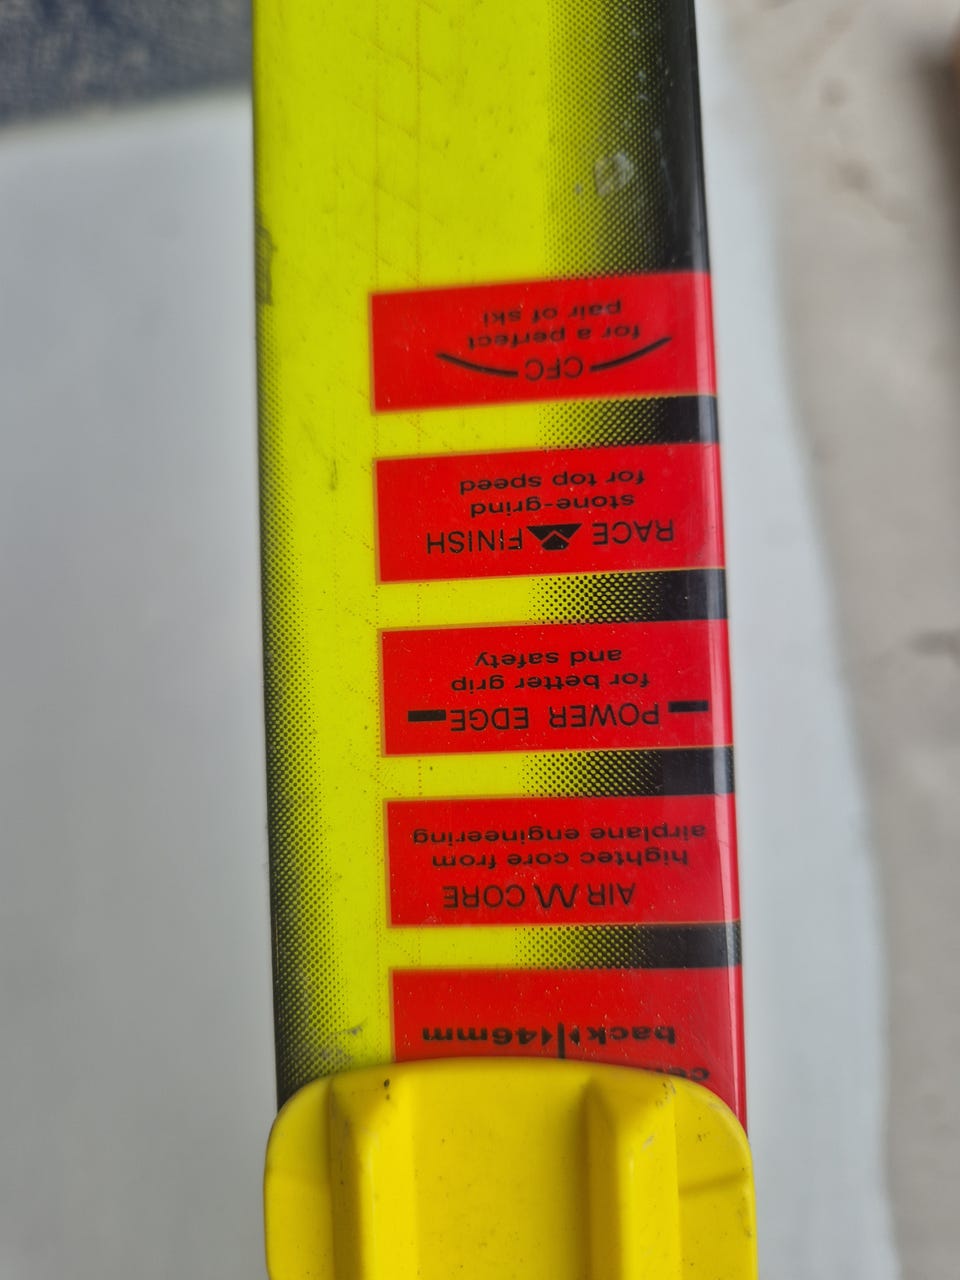 back 46mm
AIR CORE
hightec core from
airplane engineering
POWER EDGE
for better grip
and safety
RACE FINISH
stone-grind
for top speed
CFC
for a perfect
pair of ski